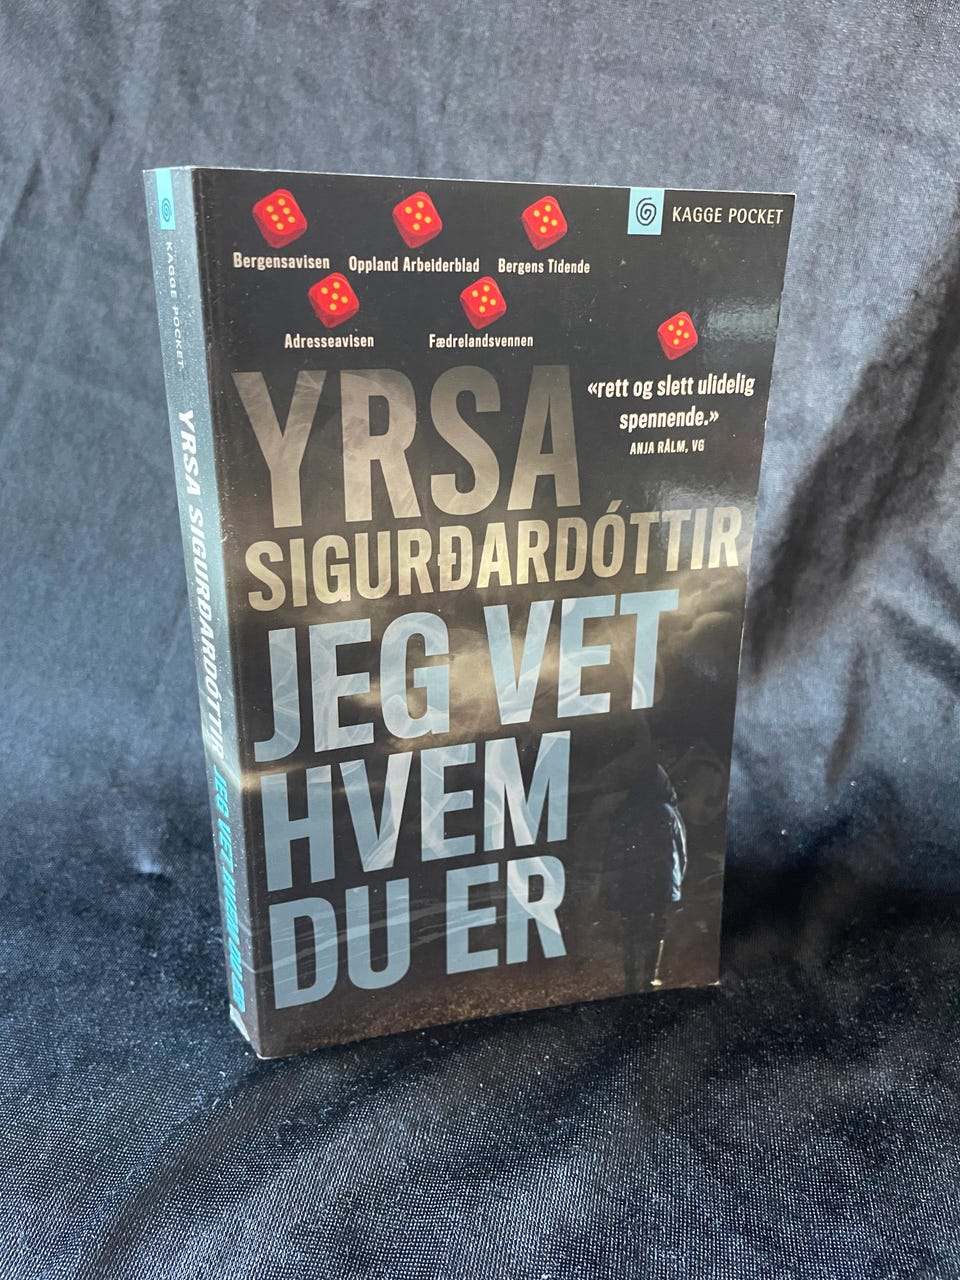 KAGGE POCKET
YRSA SIGURÐARDÓTTIR JEG VET HVEM DU ER
KAGGE POCKET
Bergensavisen Oppland Arbeiderblad Bergens Tidende
Adresseavisen Fædrelandsvennen
«rett og slett ulidelig
spennende.»
ANJA RÅLM, VG
YRSA
SIGURÐARDÓTTIR
JEG VET
HVEM
DU ER